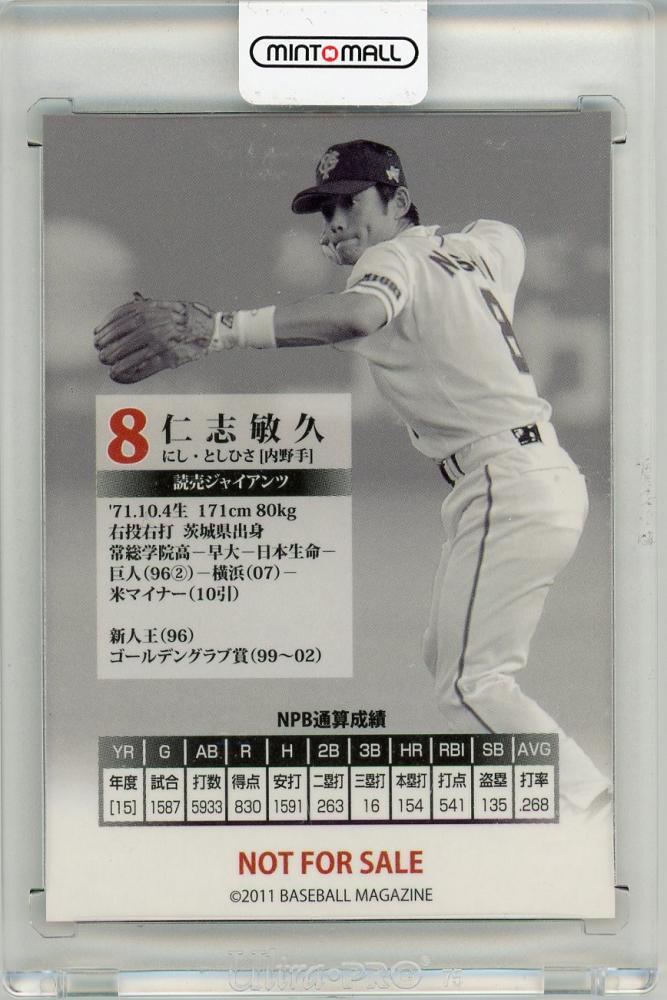 MINT MALL
YG
NISHI
8
8 仁志敏久
にし・としひさ [内野手]
読売ジャイアンツ
'71.10.4生 171cm 80kg
右投右打 茨城県出身
常総学院高－早大－日本生命－
巨人(96②)－横浜(07)－
米マイナー(10引)
新人王(96)
ゴールデングラブ賞(99～02)
NPB通算成績
YR G AB R H 2B 3B HR RBI SB AVG
年度 試合 打数 得点 安打 二塁打 三塁打 本塁打 打点 盗塁 打率
[15] 1587 5933 830 1591 263 16 154 541 135 .268
NOT FOR SALE
©2011 BASEBALL MAGAZINE
Ultra·PRO®